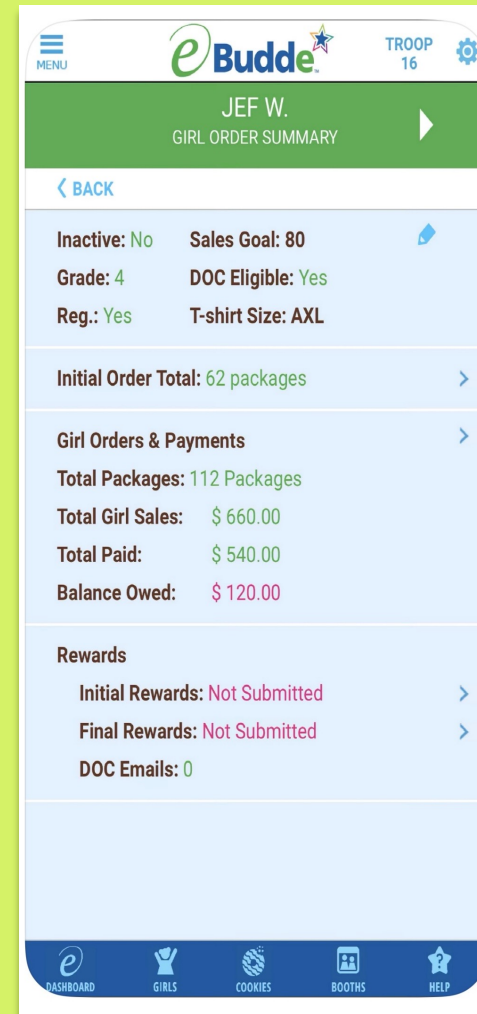 MENU
eBudde™
TROOP
16
JEF W.
GIRL ORDER SUMMARY
BACK
Inactive: No Sales Goal: 80
Grade: 4 DOC Eligible: Yes
Reg.: Yes T-shirt Size: AXL
Initial Order Total: 62 packages
Girl Orders & Payments
Total Packages: 112 Packages
Total Girl Sales: $ 660.00
Total Paid: $ 540.00
Balance Owed: $ 120.00
Rewards
Initial Rewards: Not Submitted
Final Rewards: Not Submitted
DOC Emails: 0
e ?
DASHBOARD GIRLS COOKIES BOOTHS HELP